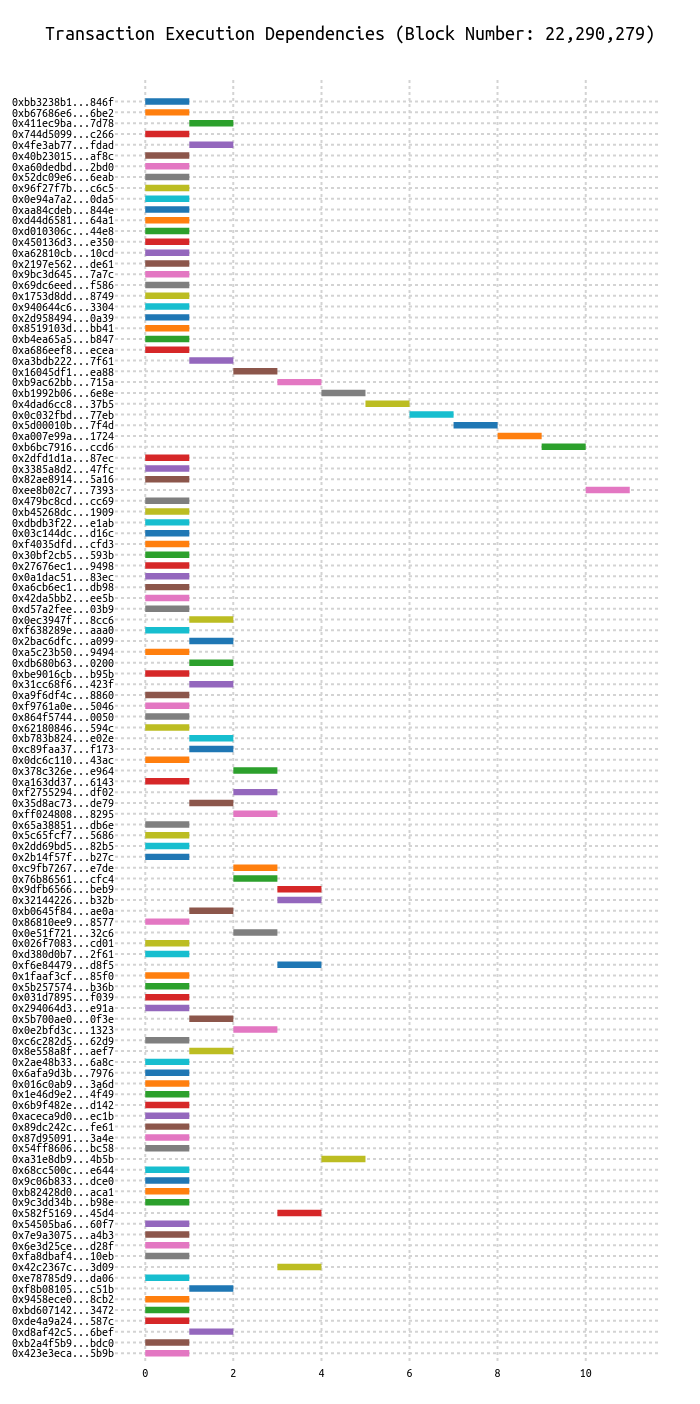 Transaction Execution Dependencies (Block Number: 22,290,279)
0xbb3238b1...846f
0xb67686e6...6be2
0x411ec9ba...7d78
0x744d5099...c266
0x4fe3ab77...fdad
0x40b23015...af8c
0xa60dedbd...2bd0
0x52dc09e6...6eab
0x96f27f7b...c6c5
0x0e94a7a2...0da5
0xaa84cdeb...844e
0xd44d6581...64a1
0xd010306c...44e8
0x450136d3...e350
0xa62810cb...10cd
0x2197e562...de61
0x9bc3d645...7a7c
0x69dc6eed...f586
0x1753d8dd...8749
0x940644c6...3304
0x2d958494...0a39
0x8519103d...bb41
0xb4ea65a5...b847
0xa686eef8...ecea
0xa3bdb222...7f61
0x16045df1...ea88
0xb9ac62bb...715a
0xb1992b06...6e8e
0x4dad6cc8...37b5
0x0c032fbd...77eb
0x5d00010b...7f4d
0xa007e99a...1724
0xb6bc7916...ccd6
0x2dfd1d1a...87ec
0x3385a8d2...47fc
0x82ae8914...5a16
0xee8b02c7...7393
0x479bc8cd...cc69
0xb45268dc...1909
0xdbdb3f22...e1ab
0x03c144dc...d16c
0xf4035dfd...cfd3
0x30bf2cb5...593b
0x27676ec1...9498
0x0a1dac51...83ec
0xa6cb6ec1...db98
0x42da5bb2...ee5b
0xd57a2fee...03b9
0x0ec3947f...8cc6
0xf638289e...aaa0
0x2bac6dfc...a099
0xa5c23b50...9494
0xdb680b63...0200
0xbe9016cb...b95b
0x31cc68f6...423f
0xa9f6df4c...8860
0xf9761a0e...5046
0x864f5744...0050
0x62180846...594c
0xb783b824...e02e
0xc89faa37...f173
0x0dc6c110...43ac
0x378c326e...e964
0xa163dd37...6143
0xf2755294...df02
0x35d8ac73...de79
0xff024808...8295
0x65a38851...db6e
0x5c65fcf7...5686
0x2dd69bd5...82b5
0x2b14f57f...b27c
0xc9fb7267...e7de
0x76b86561...cfc4
0x9dfb6566...beb9
0x32144226...b32b
0xb0645f84...ae0a
0x86810ee9...8577
0x0e51f721...32c6
0x026f7083...cd01
0xd380d0b7...2f61
0xf6e84479...d8f5
0x1faaf3cf...85f0
0x5b257574...b36b
0x031d7895...f039
0x294064d3...e91a
0x5b700ae0...0f3e
0x0e2bfd3c...1323
0xc6c282d5...62d9
0x8e558a8f...aef7
0x2ae48b33...6a8c
0x6afa9d3b...7976
0x016c0ab9...3a6d
0x1e46d9e2...4f49
0x6b9f482e...d142
0xaceca9d0...ec1b
0x89dc242c...fe61
0x87d95091...3a4e
0x54ff8606...bc58
0xa31e8db9...4b5b
0x68cc500c...e644
0x9c06b833...dce0
0xb82428d0...aca1
0x9c3dd34b...b98e
0x582f5169...45d4
0x54505ba6...60f7
0x7e9a3075...a4b3
0x6e3d25ce...d28f
0xfa8dbaf4...10eb
0x42c2367c...3d09
0xe78785d9...da06
0xf8b08105...c51b
0x9458ece0...8cb2
0xbd607142...3472
0xde4a9a24...587c
0xd8af42c5...6bef
0xb2a4f5b9...bdc0
0x423e3eca...5b9b
0 2 4 6 8 10